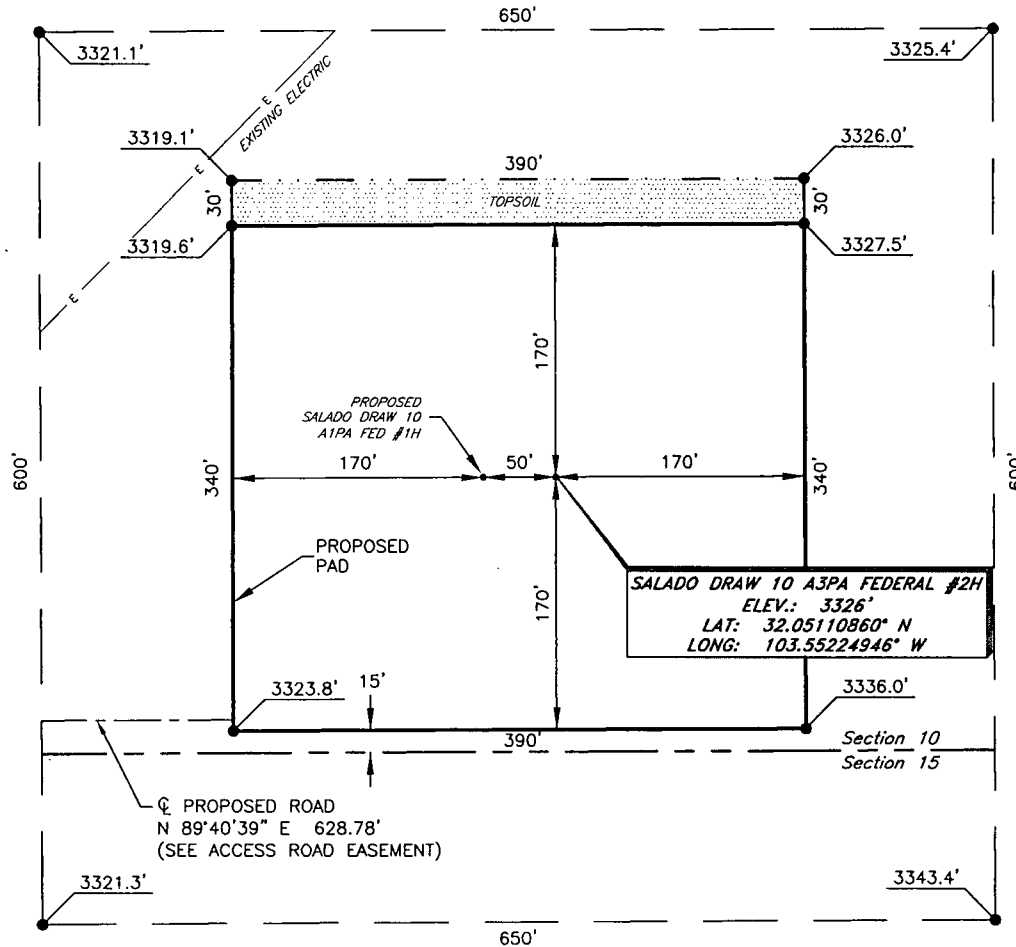 650'
3321.1'
3325.4'
E
EXISTING ELECTRIC
E
E
3319.1'
390'
3326.0'
30'
TOPSOIL
30'
3319.6'
3327.5'
170'
PROPOSED
SALADO DRAW 10
A1PA FED #1H
600'
340'
170'
50'
170'
340'
600'
PROPOSED
PAD
170'
SALADO DRAW 10 A3PA FEDERAL #2H
ELEV.: 3326'
LAT: 32.05110860° N
LONG: 103.55224946° W
3323.8'
15'
3336.0'
390'
Section 10
Section 15
℄ PROPOSED ROAD
N 89°40'39" E 628.78'
(SEE ACCESS ROAD EASEMENT)
3321.3'
3343.4'
650'